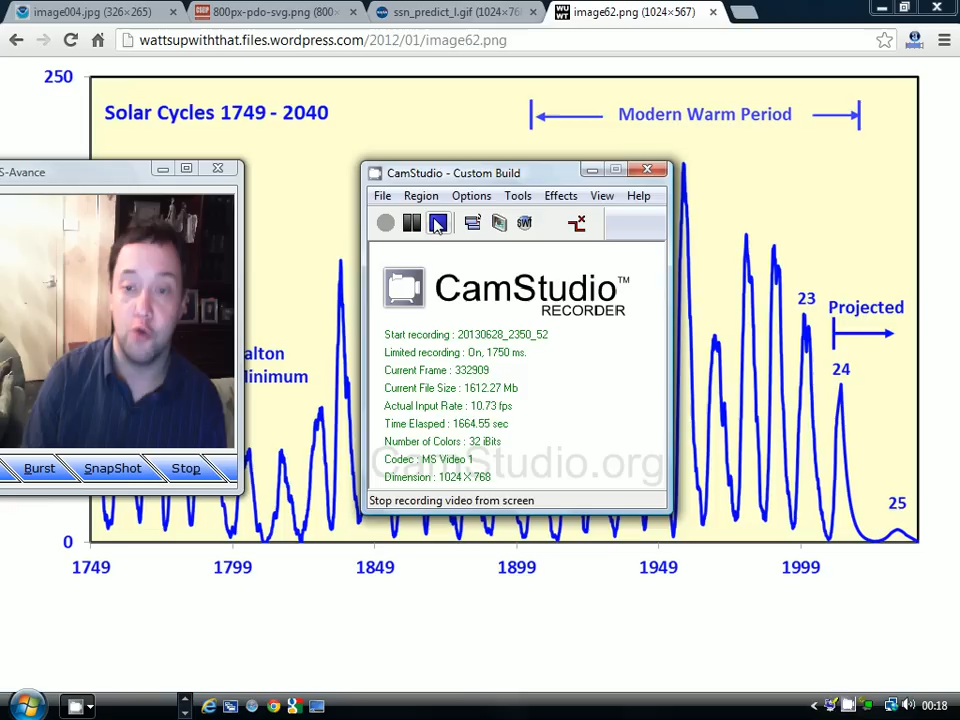 image004.jpg (326×265)
800px-pdo-svg.png (800×
ssn_predict_l.gif (1024×76
image62.png (1024×567)
wattsupwiththat.files.wordpress.com/2012/01/image62.png
250
Solar Cycles 1749 - 2040
Modern Warm Period
S-Avance
CamStudio - Custom Build
File Region Options Tools Effects View Help
SWF
CamStudio™
RECORDER
Start recording : 20130628_2350_52
Limited recording : On, 1750 ms.
Current Frame : 332909
Current File Size : 1612.27 Mb
Actual Input Rate : 10.73 fps
Time Elasped : 1664.55 sec
Number of Colors : 32 iBits
Codec : MS Video 1
Dimension : 1024 X 768
CamStudio.org
Stop recording video from screen
23
Projected
24
alton
inimum
Burst SnapShot Stop
25
0
1749 1799 1849 1899 1949 1999
00:18